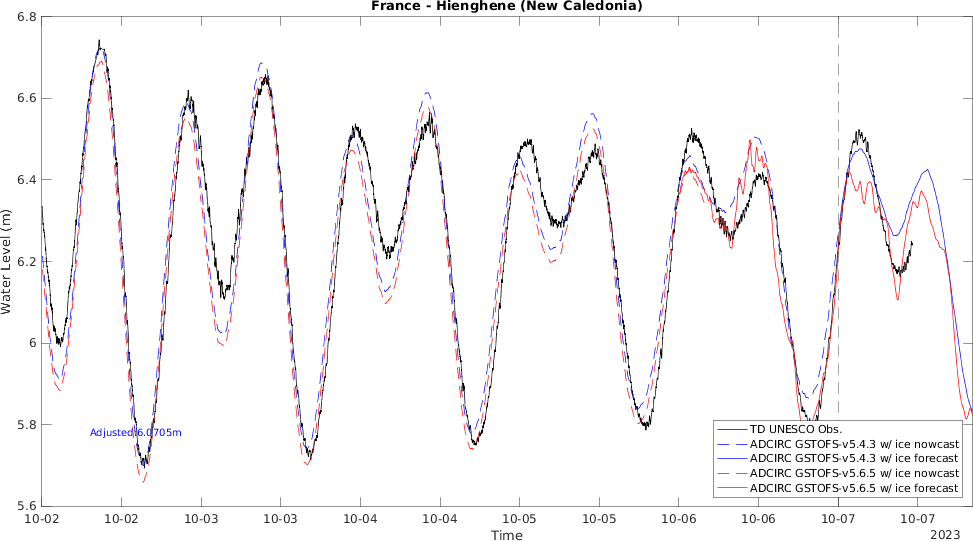 France - Hienghene (New Caledonia)
6.8
6.6
6.4
6.2
6
5.8
5.6
Water Level (m)
Adjusted 6.0705m
TD UNESCO Obs.
ADCIRC GSTOFS-v5.4.3 w/ ice nowcast
ADCIRC GSTOFS-v5.4.3 w/ ice forecast
ADCIRC GSTOFS-v5.6.5 w/ ice nowcast
ADCIRC GSTOFS-v5.6.5 w/ ice forecast
10-02 10-02 10-03 10-03 10-04 10-04 10-05 10-05 10-06 10-06 10-07 10-07
Time
2023